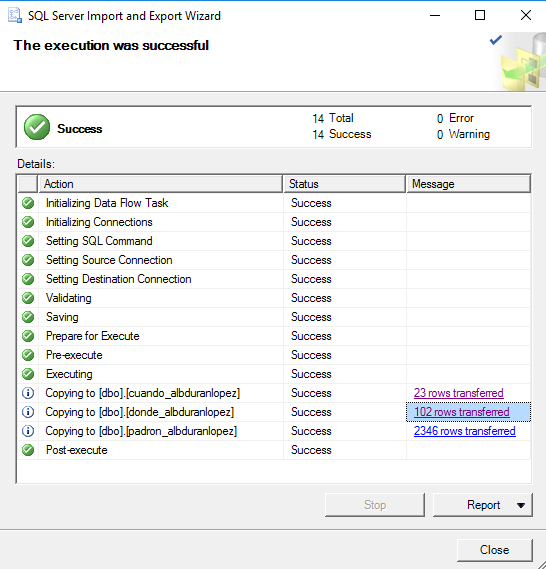 SQL Server Import and Export Wizard
The execution was successful
Success
14 Total 0 Error
14 Success 0 Warning
Details:
Action Status Message
Initializing Data Flow Task Success
Initializing Connections Success
Setting SQL Command Success
Setting Source Connection Success
Setting Destination Connection Success
Validating Success
Saving Success
Prepare for Execute Success
Pre-execute Success
Executing Success
Copying to [dbo].[cuando_albduranlopez] Success 23 rows transferred
Copying to [dbo].[donde_albduranlopez] Success 102 rows transferred
Copying to [dbo].[padron_albduranlopez] Success 2346 rows transferred
Post-execute Success
Stop Report
Close